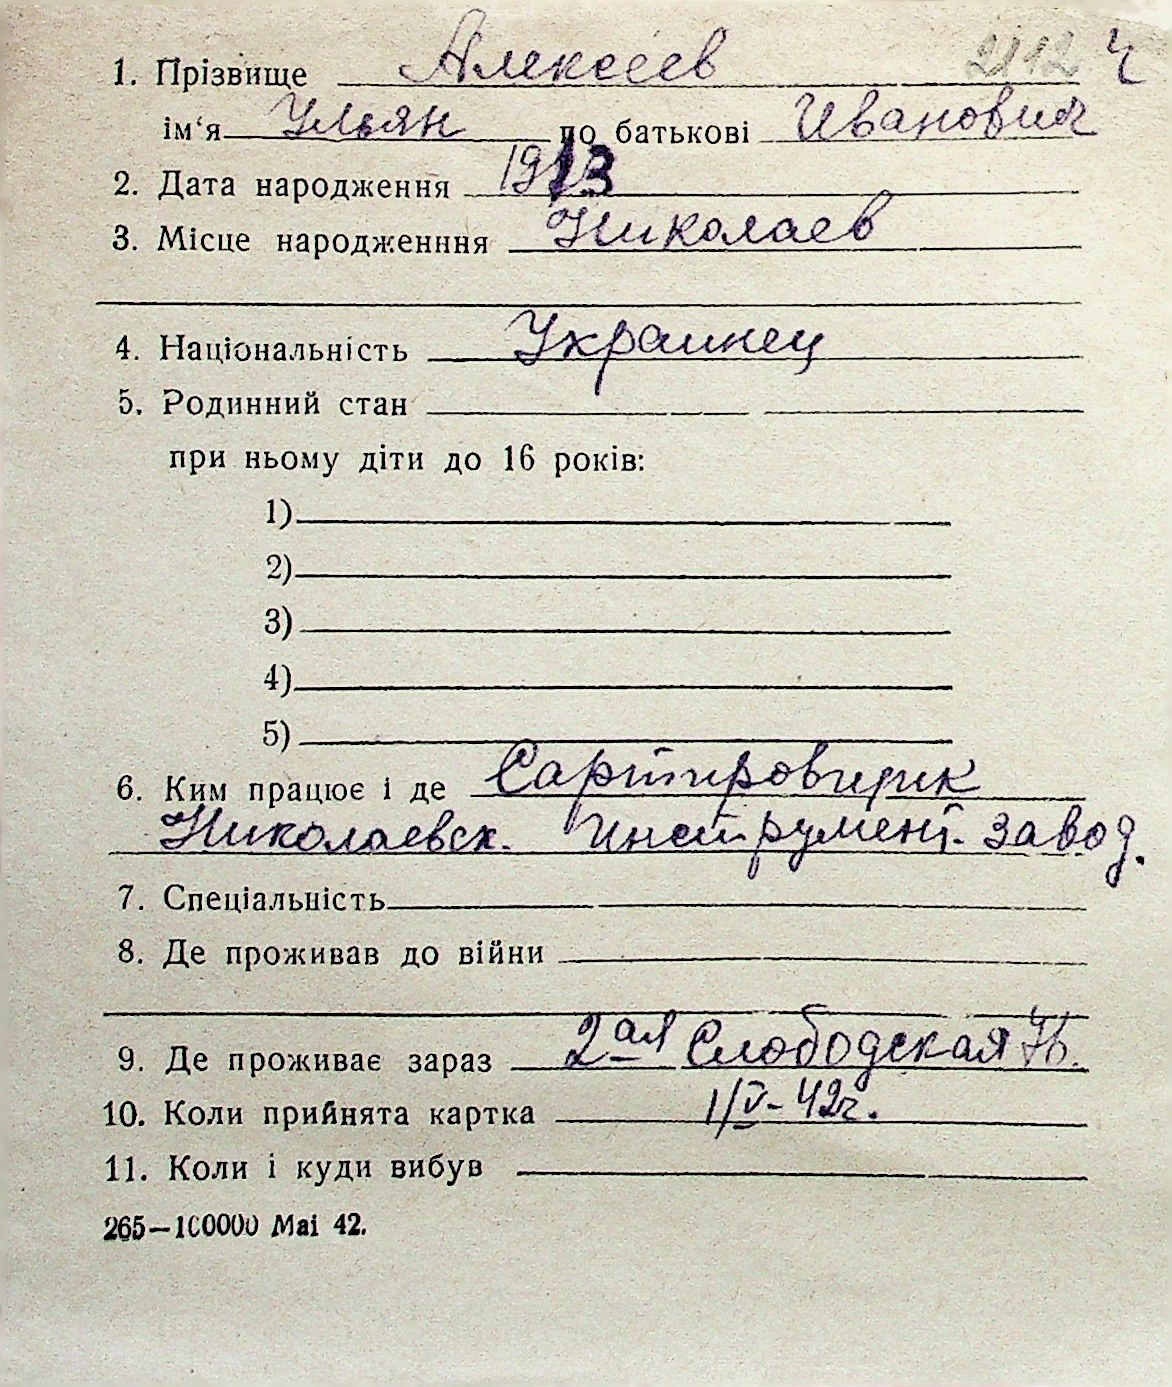 1. Прізвище Алексеев 2112 ч
ім‘я Ульян по батькові Иванович
2. Дата народження 1913
3. Місце народженння Николаев
4. Національність Украинец
5. Родинний стан
при ньому діти до 16 років:
1)
2)
3)
4)
5)
6. Ким працює і де Сартировщик
Николаевск. Инструмент. завод.
7. Спеціальність
8. Де проживав до війни
9. Де проживає зараз 2ая Слободская
10. Коли прийнята картка 1/V-42г.
11. Коли і куди вибув
265—100000 Mai 42.